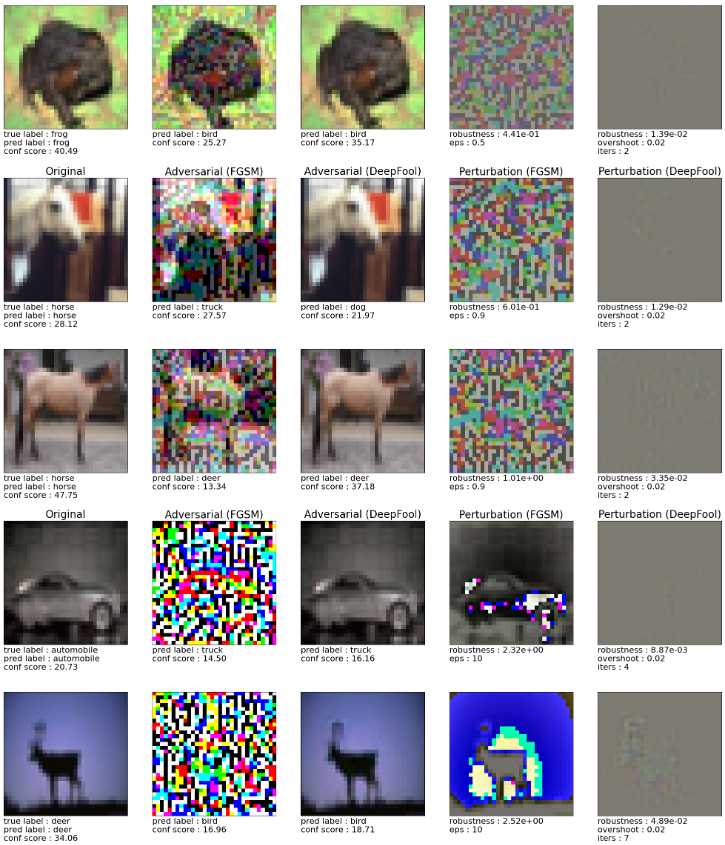 true label : frog
pred label : frog
conf score : 40.49
pred label : bird
conf score : 25.27
pred label : bird
conf score : 35.17
robustness : 4.41e-01
eps : 0.5
robustness : 1.39e-02
overshoot : 0.02
iters : 2
Original
Adversarial (FGSM)
Adversarial (DeepFool)
Perturbation (FGSM)
Perturbation (DeepFool)
true label : horse
pred label : horse
conf score : 28.12
pred label : truck
conf score : 27.57
pred label : dog
conf score : 21.97
robustness : 6.01e-01
eps : 0.9
robustness : 1.29e-02
overshoot : 0.02
iters : 2
true label : horse
pred label : horse
conf score : 47.75
pred label : deer
conf score : 13.34
pred label : deer
conf score : 37.18
robustness : 1.01e+00
eps : 0.9
robustness : 3.35e-02
overshoot : 0.02
iters : 2
Original
Adversarial (FGSM)
Adversarial (DeepFool)
Perturbation (FGSM)
Perturbation (DeepFool)
true label : automobile
pred label : automobile
conf score : 20.73
pred label : truck
conf score : 14.50
pred label : truck
conf score : 16.16
robustness : 2.32e+00
eps : 10
robustness : 8.87e-03
overshoot : 0.02
iters : 4
true label : deer
pred label : deer
conf score : 34.06
pred label : bird
conf score : 16.96
pred label : bird
conf score : 18.71
robustness : 2.52e+00
eps : 10
robustness : 4.89e-02
overshoot : 0.02
iters : 7